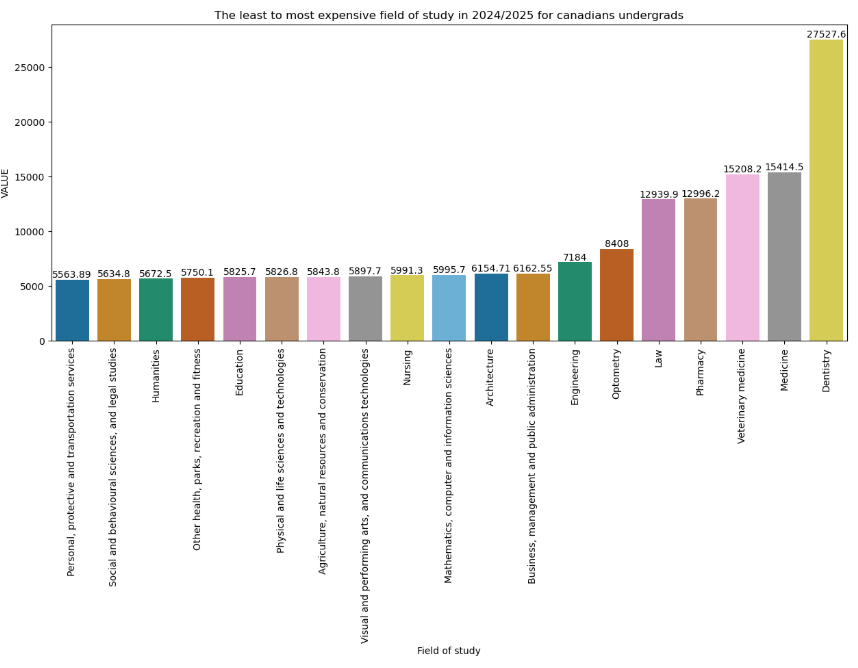 The least to most expensive field of study in 2024/2025 for canadians undergrads
VALUE
25000
20000
15000
10000
5000
0
5563.89
5634.8
5672.5
5750.1
5825.7
5826.8
5843.8
5897.7
5991.3
5995.7
6154.71
6162.55
7184
8408
12939.9
12996.2
15208.2
15414.5
27527.6
Personal, protective and transportation services
Social and behavioural sciences, and legal studies
Humanities
Other health, parks, recreation and fitness
Education
Physical and life sciences and technologies
Agriculture, natural resources and conservation
Visual and performing arts, and communications technologies
Nursing
Mathematics, computer and information sciences
Architecture
Business, management and public administration
Engineering
Optometry
Law
Pharmacy
Veterinary medicine
Medicine
Dentistry
Field of study